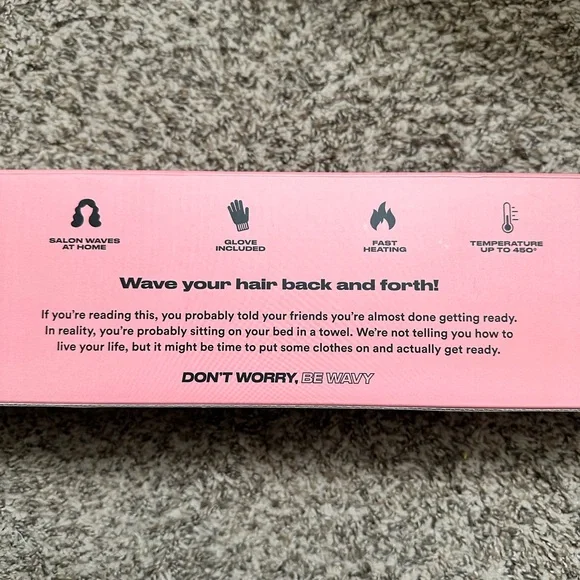 SALON WAVES
AT HOME
GLOVE
INCLUDED
FAST
HEATING
TEMPERATURE
UP TO 450°
Wave your hair back and forth!
If you're reading this, you probably told your friends you're almost done getting ready.
In reality, you're probably sitting on your bed in a towel. We're not telling you how to
live your life, but it might be time to put some clothes on and actually get ready.
DON'T WORRY, BE WAVY